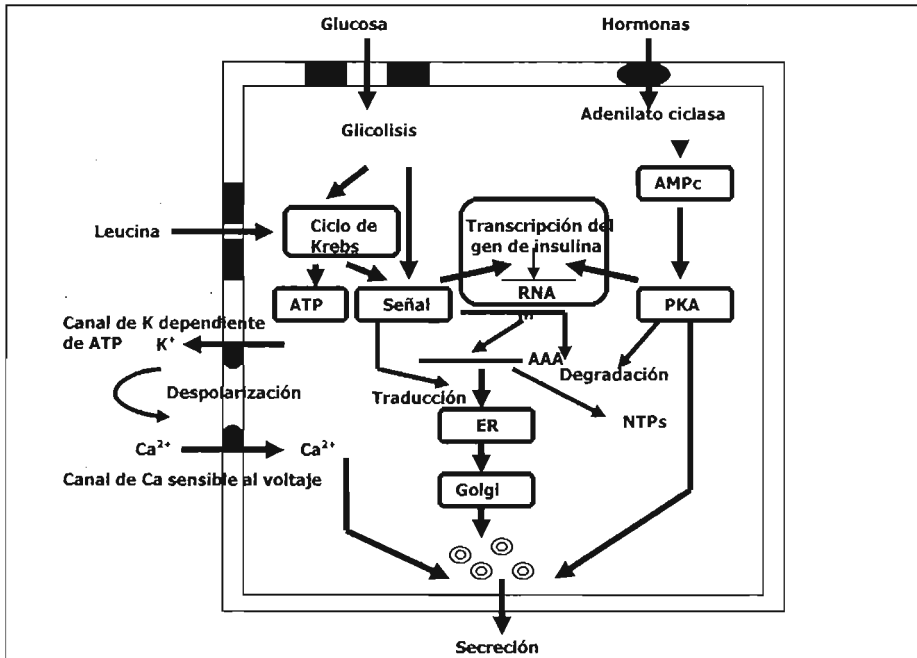 Glucosa
Hormonas
Glicolisis
Adenilato ciclasa
AMPc
Leucina
Ciclo de
Krebs
Transcripción del
gen de insulina
RNA
ATP
Señal
PKA
Canal de K dependiente
de ATP K⁺
AAA
Degradación
Despolarización
Traducción
NTPs
ER
Ca²⁺
Ca²⁺
Canal de Ca sensible al voltaje
Golgi
Secreción